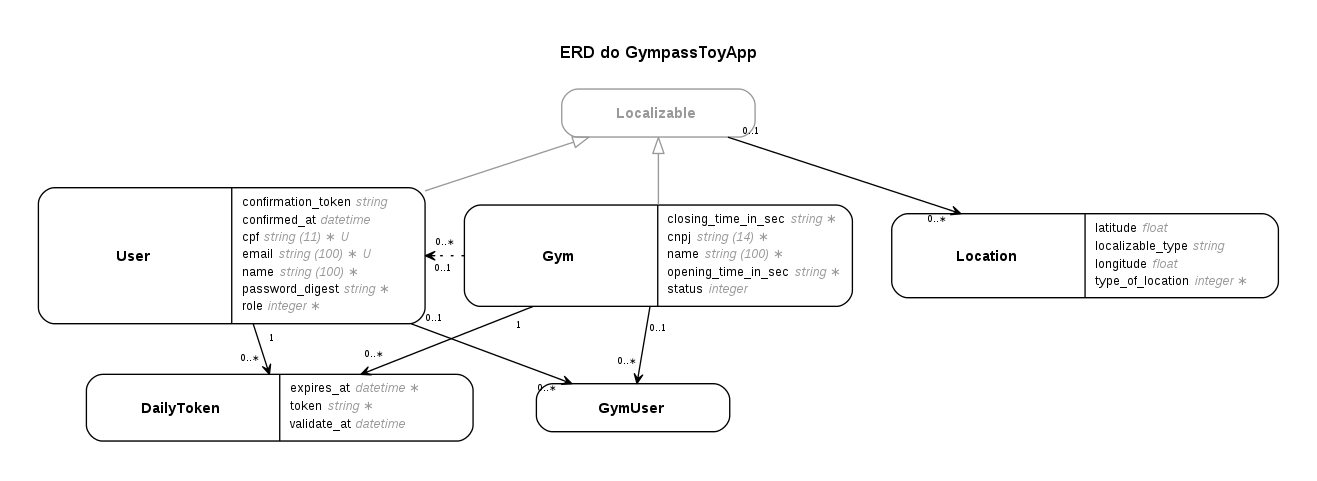 ERD do GympassToyApp
Localizable
0..1
User
confirmation_token string
confirmed_at datetime
cpf string (11) ∗ U
email string (100) ∗ U
name string (100) ∗
password_digest string ∗
role integer ∗
0..∗
0..1
Gym
closing_time_in_sec string ∗
cnpj string (14) ∗
name string (100) ∗
opening_time_in_sec string ∗
status integer
0..∗
Location
latitude float
localizable_type string
longitude float
type_of_location integer ∗
1
0..∗
0..1
1
0..∗
0..1
0..∗
0..∗
DailyToken
expires_at datetime ∗
token string ∗
validate_at datetime
GymUser